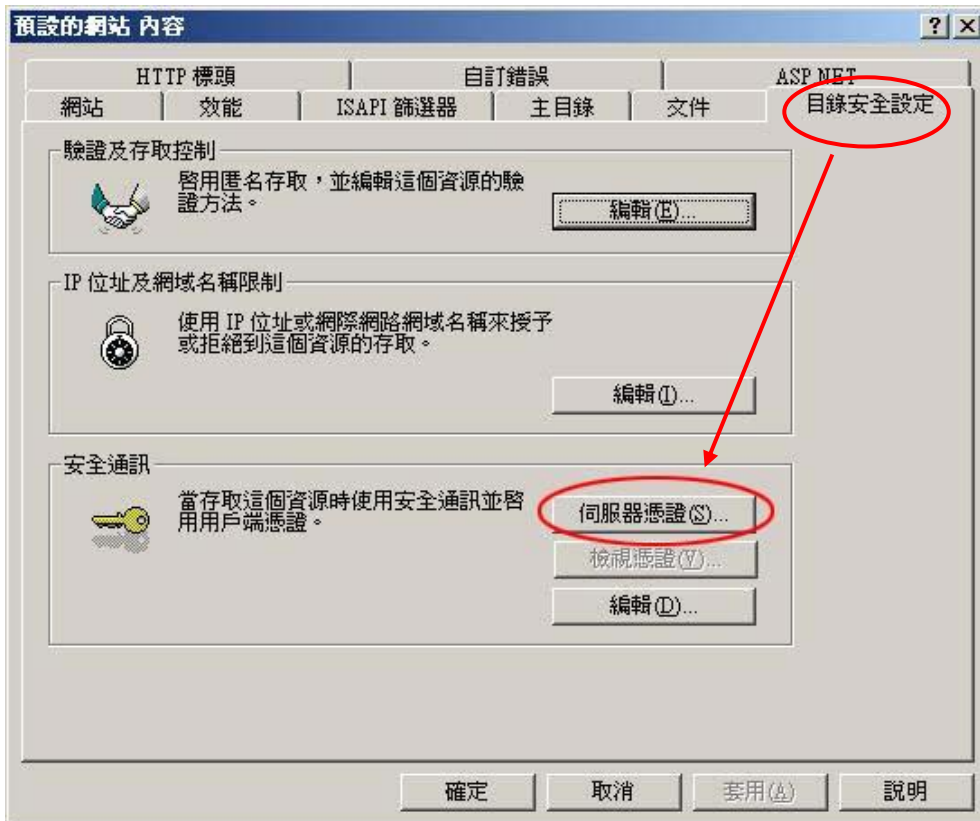 預設的網站 內容
HTTP 標頭
自訂錯誤
ASP.NET
網站
效能
ISAPI 篩選器
主目錄
文件
目錄安全設定
驗證及存取控制
啟用匿名存取，並編輯這個資源的驗
證方法。
編輯(E)...
IP 位址及網域名稱限制
使用 IP 位址或網際網路網域名稱來授予
或拒絕到這個資源的存取。
編輯(I)...
安全通訊
當存取這個資源時使用安全通訊並啟
用用戶端憑證。
伺服器憑證(S)...
檢視憑證(V)...
編輯(D)...
確定
取消
套用(A)
說明